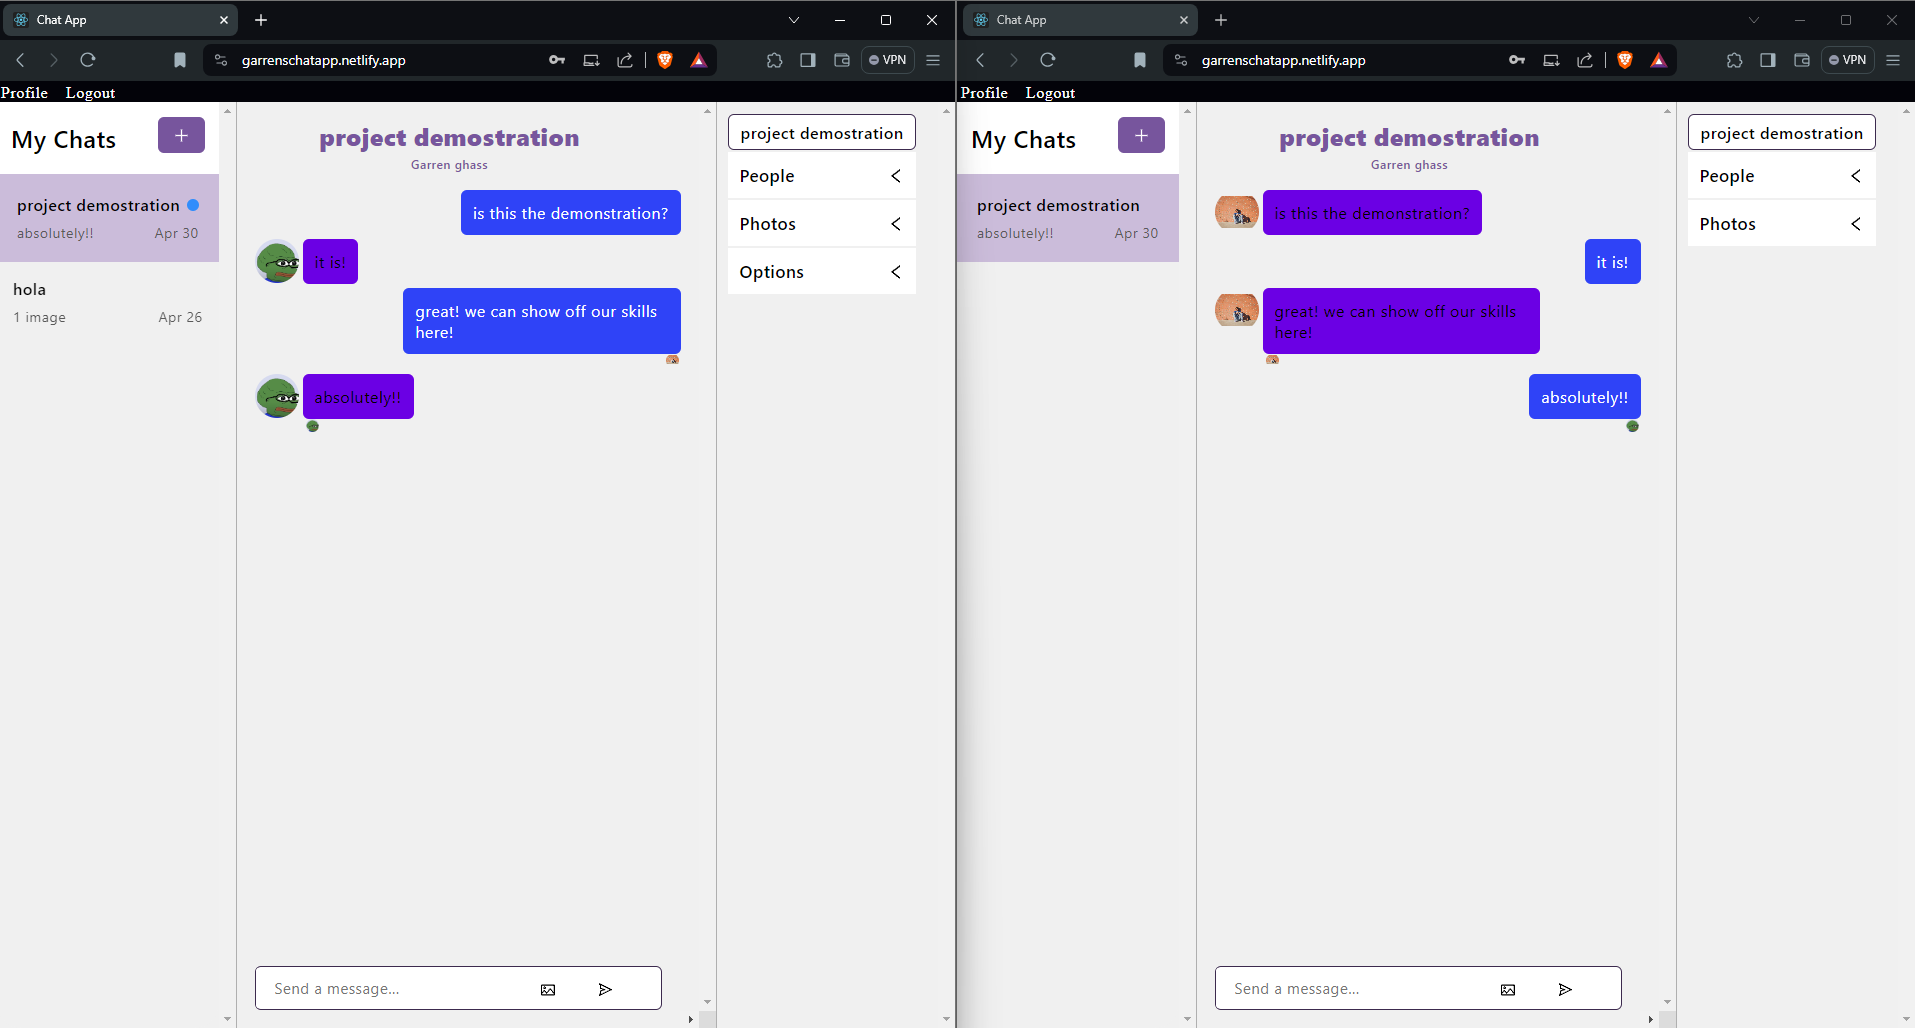 Chat App
garrenschatapp.netlify.app
VPN
Profile Logout
My Chats
+
project demostration
absolutely!! Apr 30
hola
1 image Apr 26
project demostration
Garren ghass
is this the demonstration?
it is!
great! we can show off our skills
here!
absolutely!!
Send a message...
project demostration
People
Photos
Options
Chat App
garrenschatapp.netlify.app
VPN
Profile Logout
My Chats
+
project demostration
absolutely!! Apr 30
project demostration
Garren ghass
is this the demonstration?
it is!
great! we can show off our skills
here!
absolutely!!
Send a message...
project demostration
People
Photos